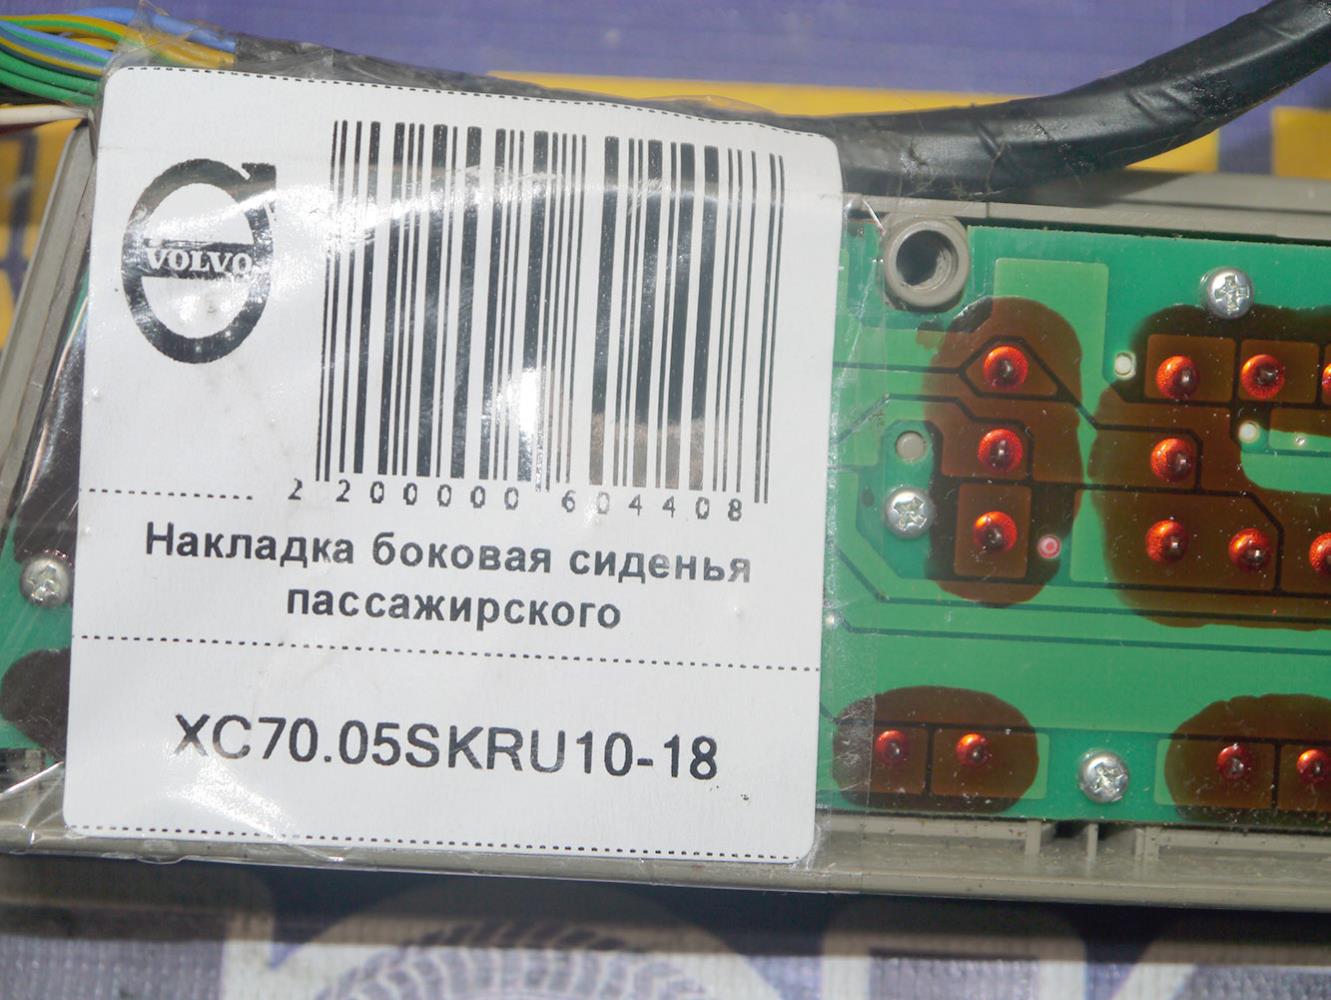 VOLVO
2 200000 604408
Накладка боковая сиденья
пассажирского
XC70.05SKRU10-18